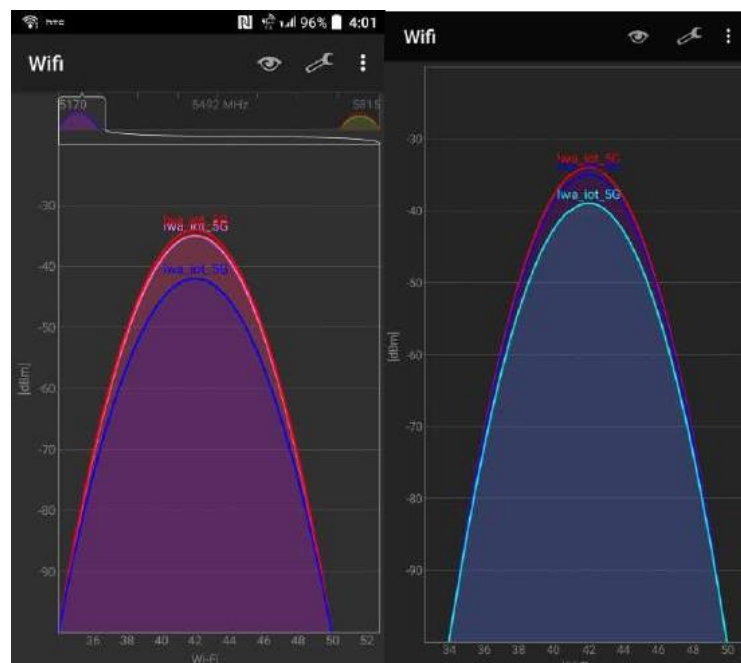 hTC 96% 4:01
Wifi
5170 5492 MHz 5815
-30
lwa_iot_5G
lwa_iot_5G
-40
lwa_iot_5G
-50
[dBm]
-60
-70
-80
-90
36 38 40 42 44 46 48 50 52
Wi-Fi
Wifi
-30
lwa_iot_5G
-40
lwa_iot_5G
-50
[dBm]
-60
-70
-80
-90
34 36 38 40 42 44 46 48 50